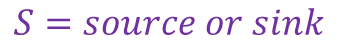 S = source or sink